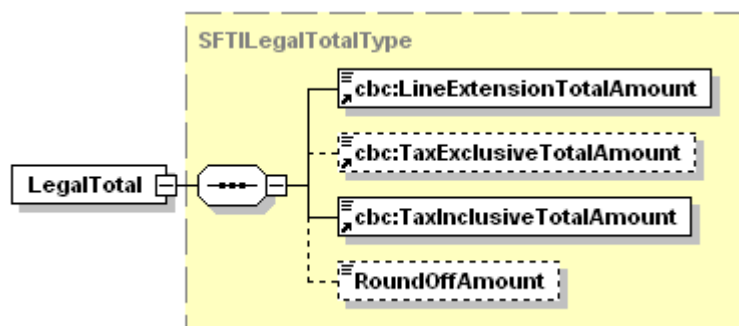 SFTILegalTotalType
cbc:LineExtensionTotalAmount
cbc:TaxExclusiveTotalAmount
LegalTotal
cbc:TaxInclusiveTotalAmount
RoundOffAmount